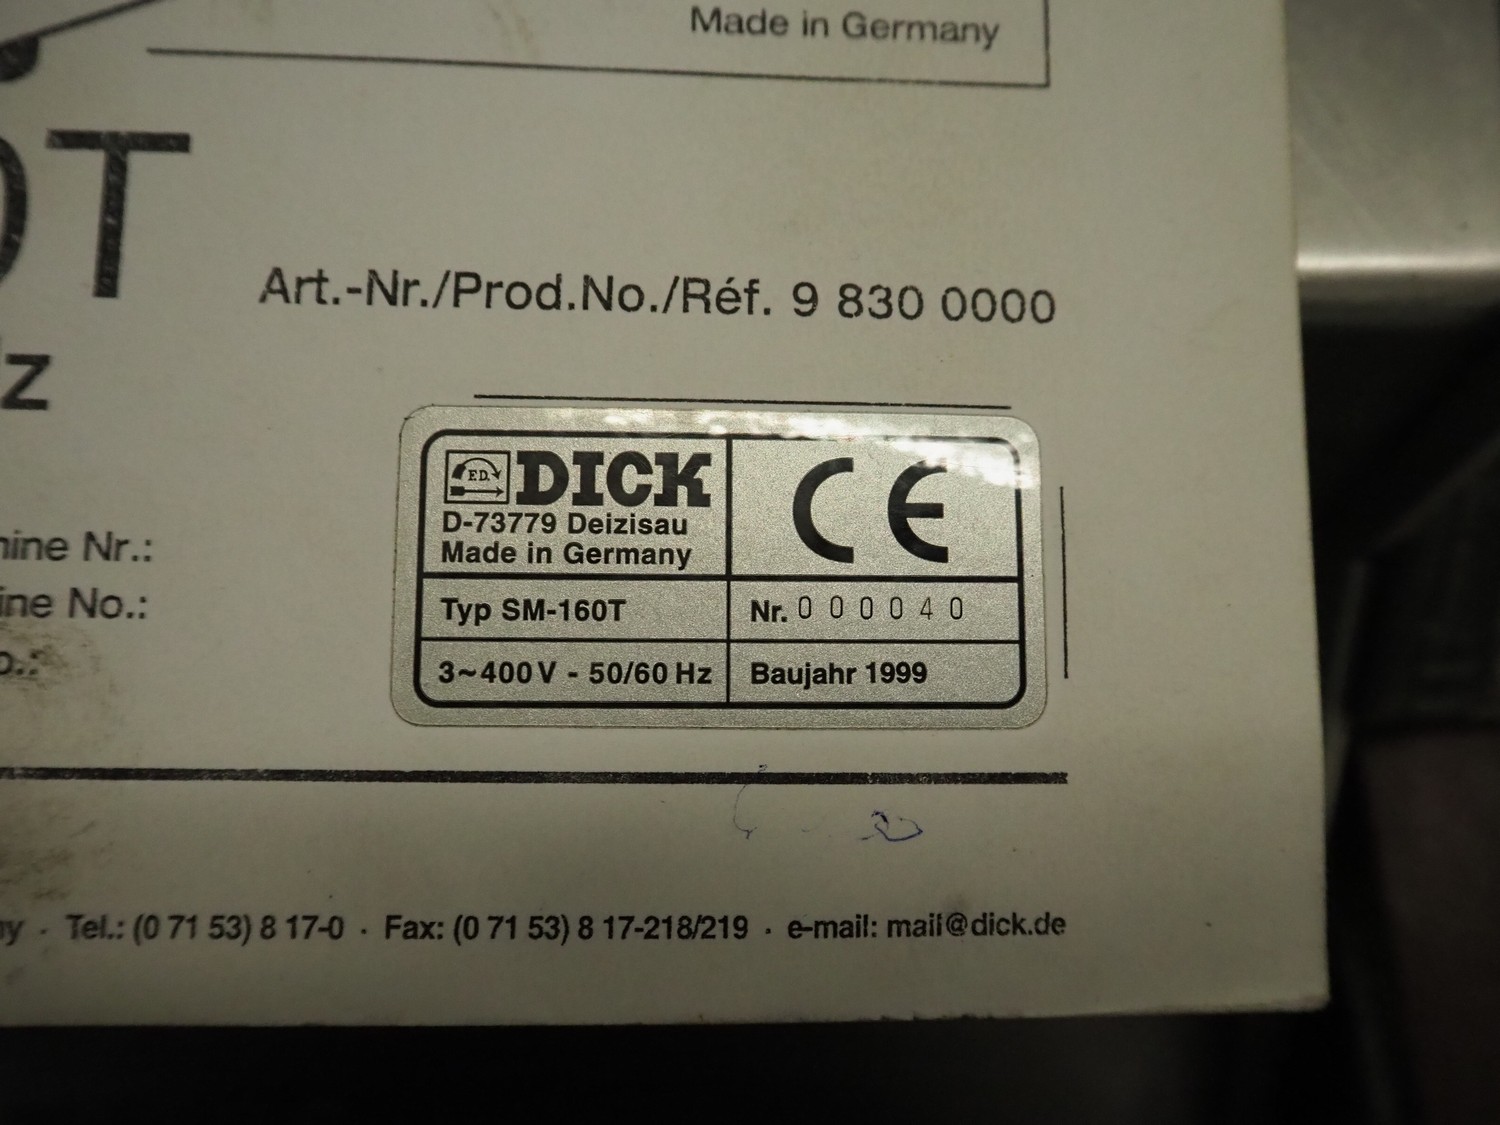 Made in Germany
0T
Art.-Nr./Prod.No./Réf. 9 830 0000
z
F.D. DICK
D-73779 Deizisau
Made in Germany
CE
Typ SM-160T
Nr. 000040
3~400V - 50/60 Hz
Baujahr 1999
Nr.:
No.:
Tel.: (0 71 53) 8 17-0 · Fax: (0 71 53) 8 17-218/219 · e-mail: mail@dick.de